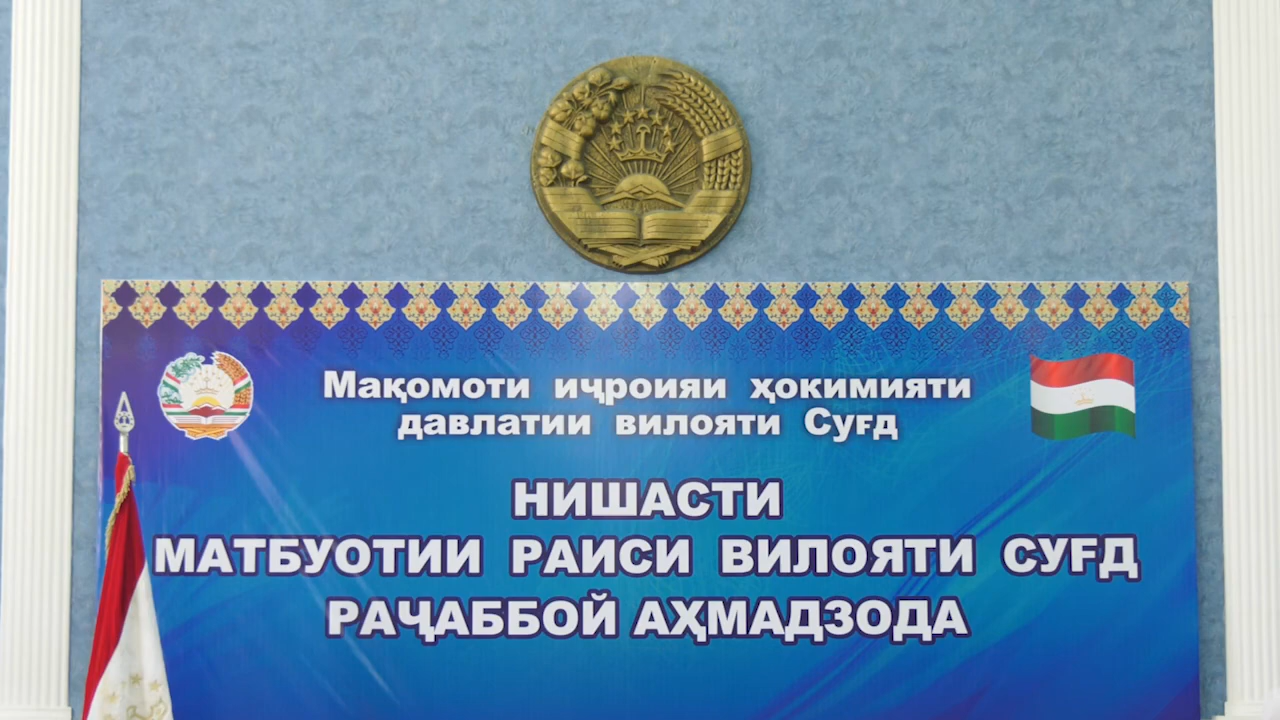 Мақомоти иҷроияи ҳокимияти
давлатии вилояти Суғд
НИШАСТИ
МАТБУОТИИ РАИСИ ВИЛОЯТИ СУҒД
РАҶАББОЙ АҲМАДЗОДА